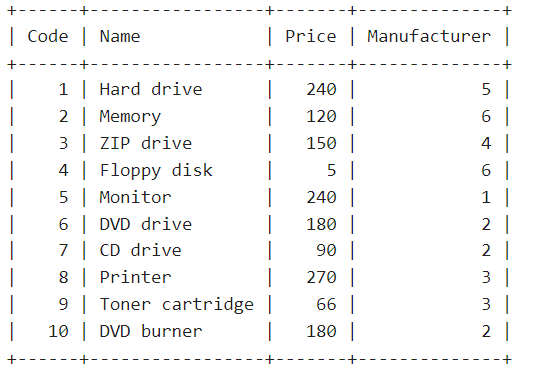 +------+-----------------+-------+--------------+
| Code | Name            | Price | Manufacturer |
+------+-----------------+-------+--------------+
|    1 | Hard drive      |   240 |            5 |
|    2 | Memory          |   120 |            6 |
|    3 | ZIP drive       |   150 |            4 |
|    4 | Floppy disk     |     5 |            6 |
|    5 | Monitor         |   240 |            1 |
|    6 | DVD drive       |   180 |            2 |
|    7 | CD drive        |    90 |            2 |
|    8 | Printer         |   270 |            3 |
|    9 | Toner cartridge |    66 |            3 |
|   10 | DVD burner      |   180 |            2 |
+------+-----------------+-------+--------------+